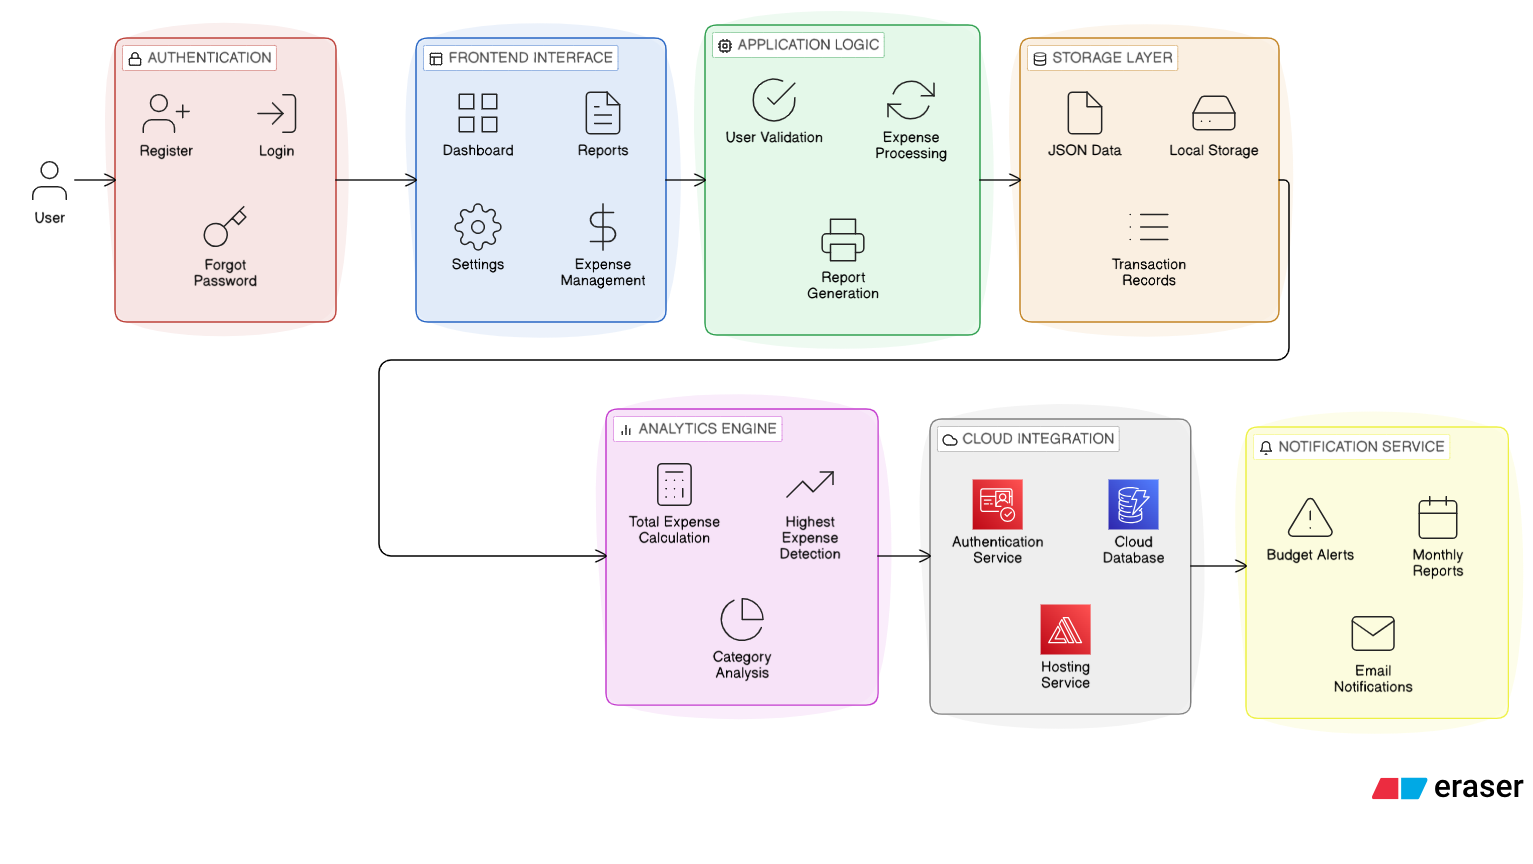 AUTHENTICATION
Register
Login
Forgot
Password
User
FRONTEND INTERFACE
Dashboard
Reports
Settings
Expense
Management
APPLICATION LOGIC
User Validation
Expense
Processing
Report
Generation
STORAGE LAYER
JSON Data
Local Storage
Transaction
Records
ANALYTICS ENGINE
Total Expense
Calculation
Highest
Expense
Detection
Category
Analysis
CLOUD INTEGRATION
Authentication
Service
Cloud
Database
Hosting
Service
NOTIFICATION SERVICE
Budget Alerts
Monthly
Reports
Email
Notifications
eraser